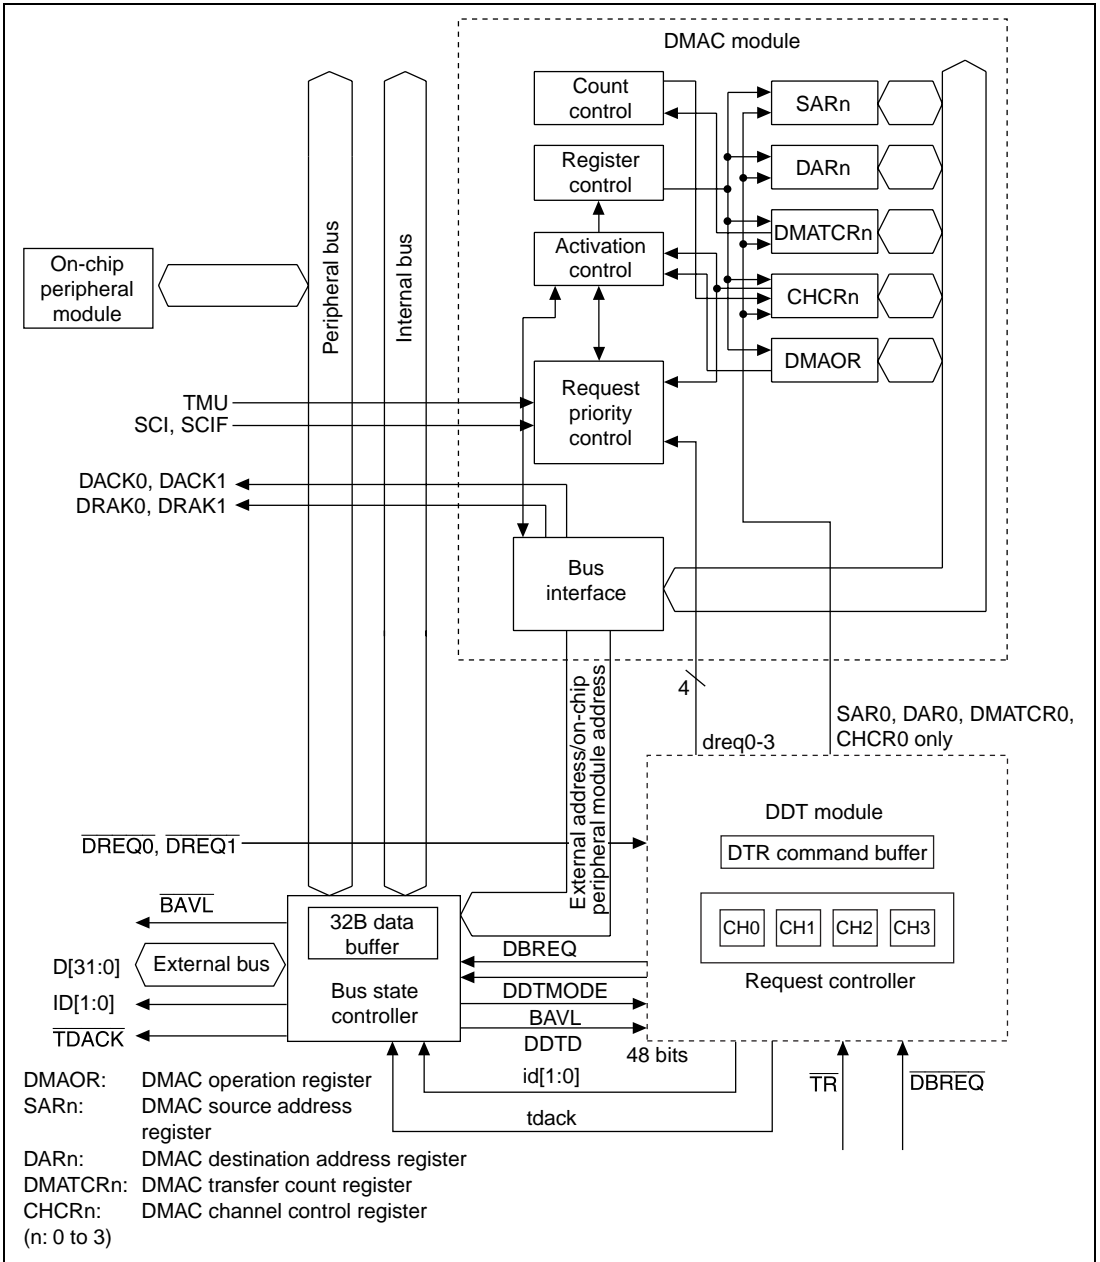 DMAC module
Count
control
SARn
Register
control
DARn
DMATCRn
Activation
control
CHCRn
DMAOR
On-chip
peripheral
module
Peripheral bus
Internal bus
Request
priority
control
TMU
SCI, SCIF
DACK0, DACK1
DRAK0, DRAK1
Bus
interface
External address/on-chip
peripheral module address
4
dreq0-3
SAR0, DAR0, DMATCR0,
CHCR0 only
DDT module
DTR command buffer
CH0 CH1 CH2 CH3
Request controller
DREQ0, DREQ1
BAVL
32B data
buffer
D[31:0]
External bus
ID[1:0]
TDACK
Bus state
controller
DBREQ
DDTMODE
BAVL
DDTD
48 bits
id[1:0]
tdack
TR
DBREQ
DMAOR: DMAC operation register
SARn: DMAC source address
register
DARn: DMAC destination address register
DMATCRn: DMAC transfer count register
CHCRn: DMAC channel control register
(n: 0 to 3)